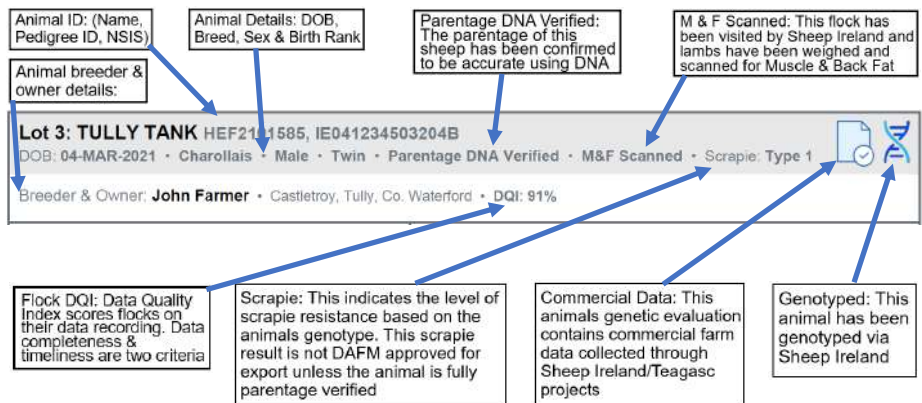 Animal ID: (Name,
Pedigree ID, NSIS)
Animal Details: DOB,
Breed, Sex & Birth Rank
Parentage DNA Verified:
The parentage of this
sheep has been confirmed
to be accurate using DNA
M & F Scanned: This flock has
been visited by Sheep Ireland and
lambs have been weighed and
scanned for Muscle & Back Fat
Animal breeder &
owner details:
Lot 3: TULLY TANK HEF2101585, IE041234503204B
DOB: 04-MAR-2021 • Charollais • Male • Twin • Parentage DNA Verified • M&F Scanned • Scrapie: Type 1
Breeder & Owner: John Farmer • Castletroy, Tully, Co. Waterford • DQI: 91%
Flock DQI: Data Quality
Index scores flocks on
their data recording. Data
completeness &
timeliness are two criteria
Scrapie: This indicates the level of
scrapie resistance based on the
animals genotype. This scrapie
result is not DAFM approved for
export unless the animal is fully
parentage verified
Commercial Data: This
animals genetic evaluation
contains commercial farm
data collected through
Sheep Ireland/Teagasc
projects
Genotyped: This
animal has been
genotyped via
Sheep Ireland